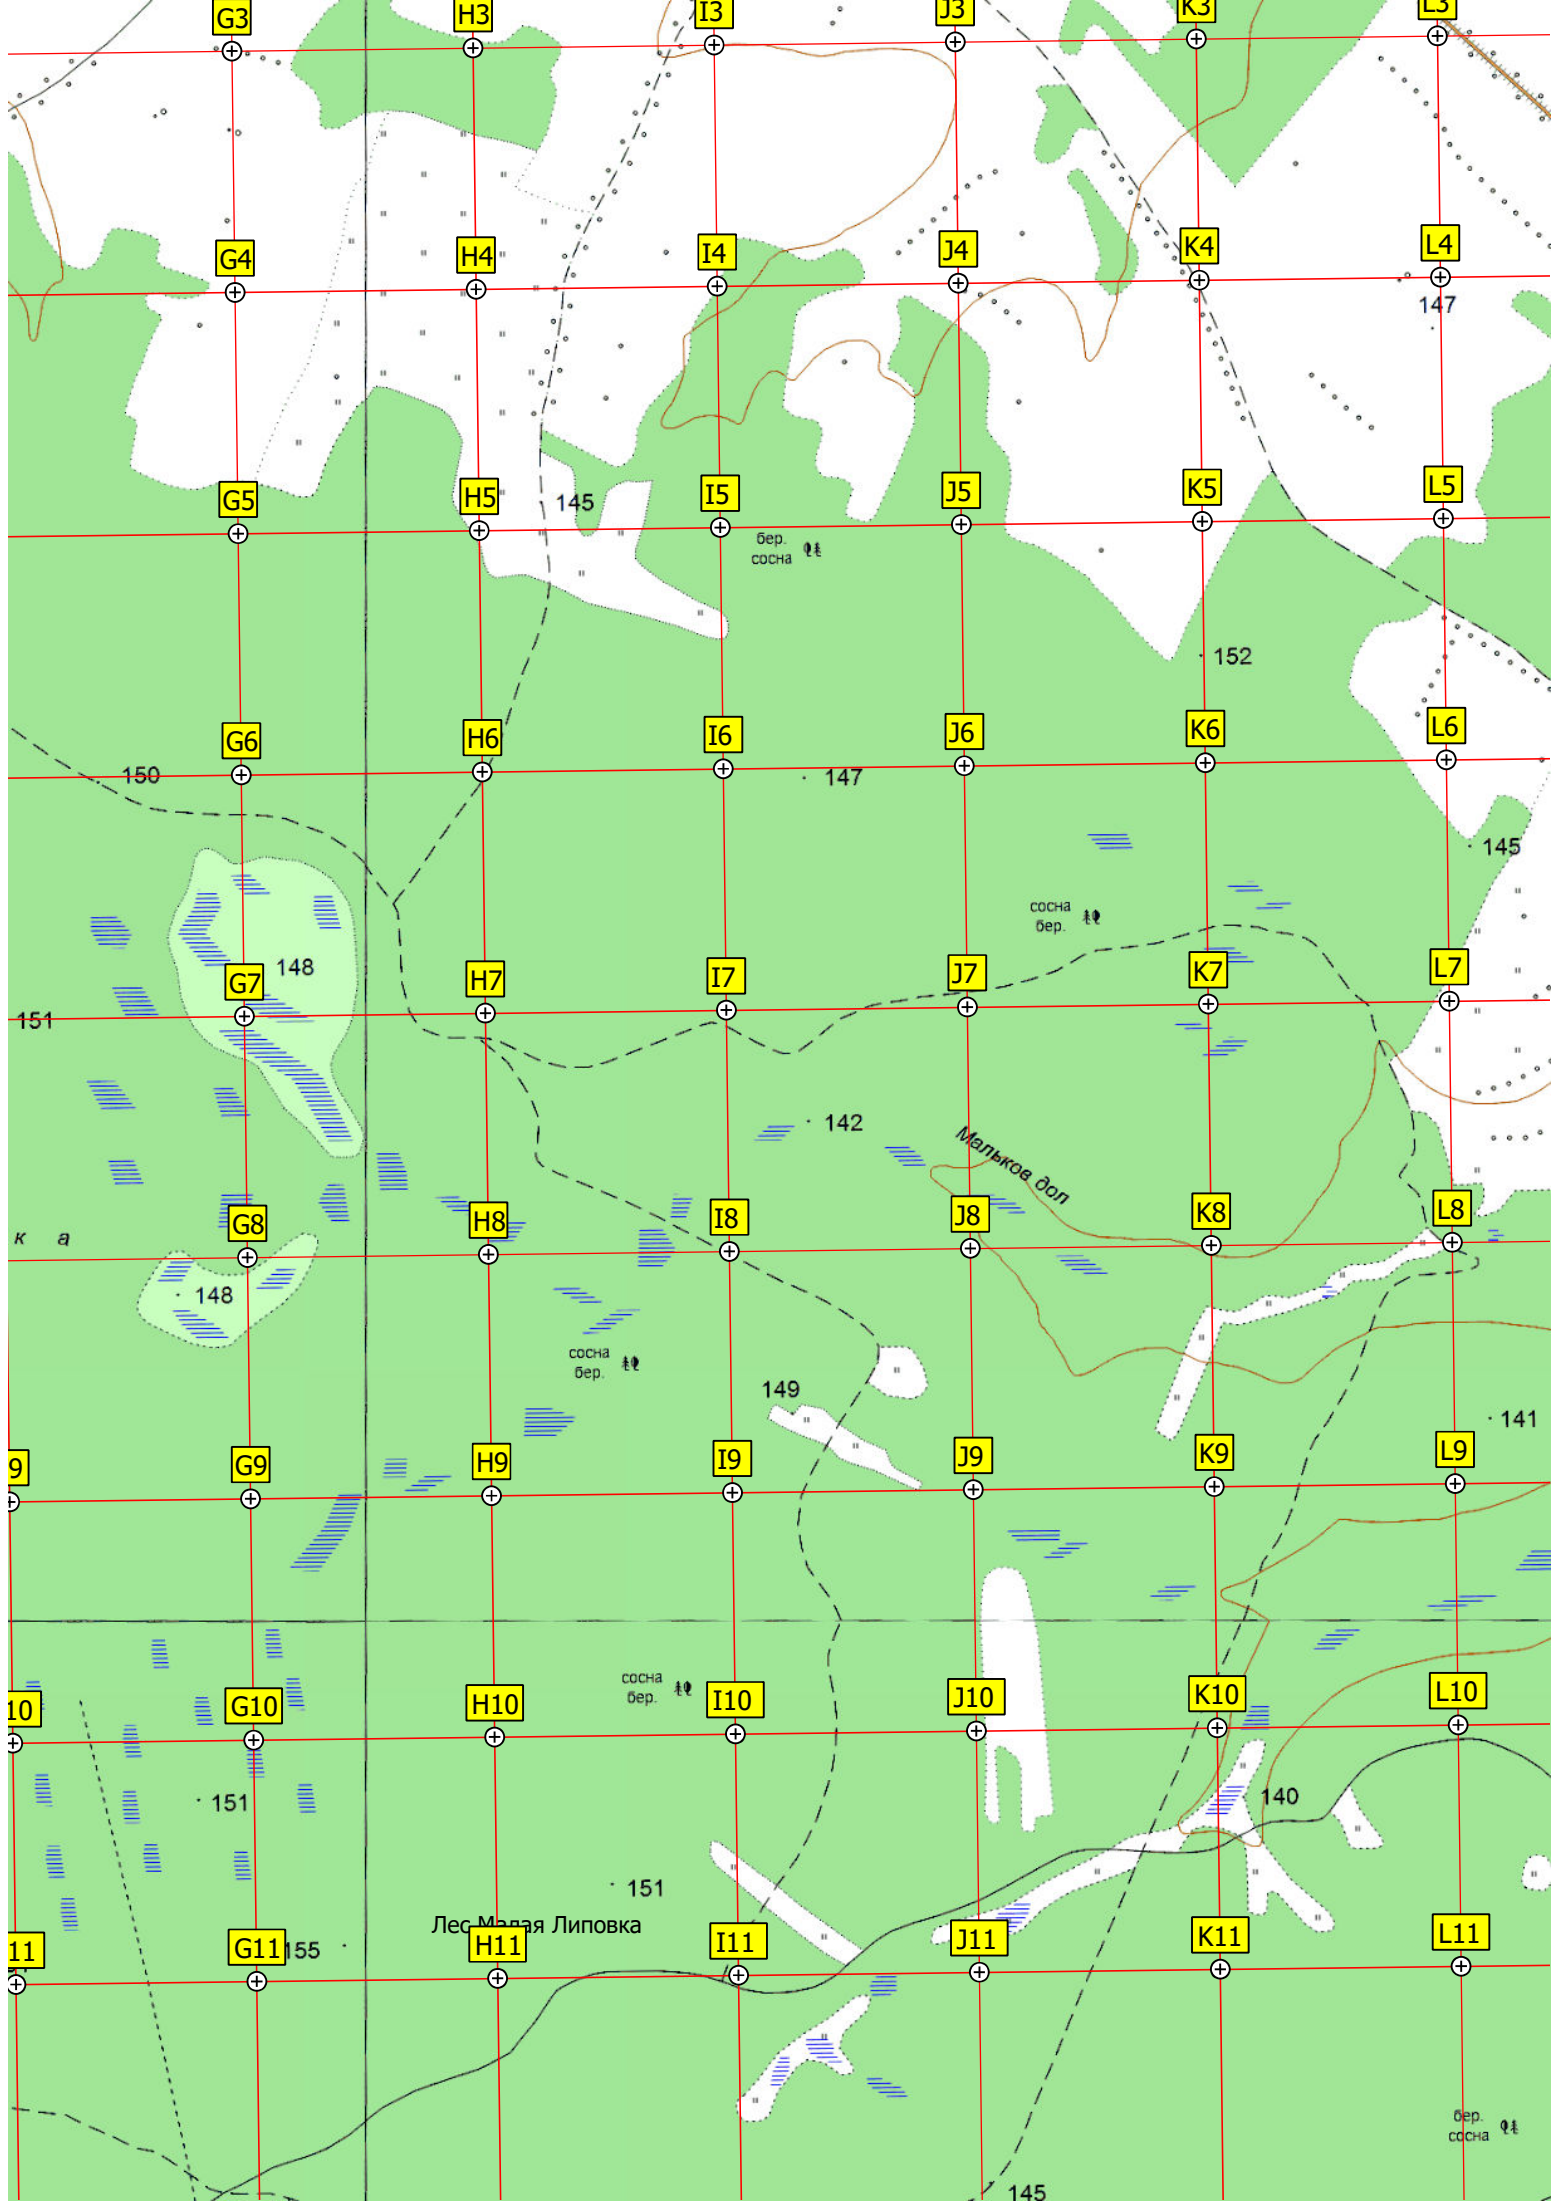 G3 H3 I3 J3 K3 L3
G4 H4 I4 J4 K4 L4
147
G5 H5 I5 J5 K5 L5
145
бер.
сосна
152
G6 H6 I6 J6 K6 L6
150
147
145
сосна
бер.
148
G7 H7 I7 J7 K7 L7
151
142
Мальков дол
G8 H8 I8 J8 K8 L8
к а
148
сосна
бер.
149
141
9 G9 H9 I9 J9 K9 L9
сосна
бер.
10 G10 H10 I10 J10 K10 L10
151
140
151
Лес Малая Липовка
11 G11 H11 I11 J11 K11 L11
155
бер.
сосна
145